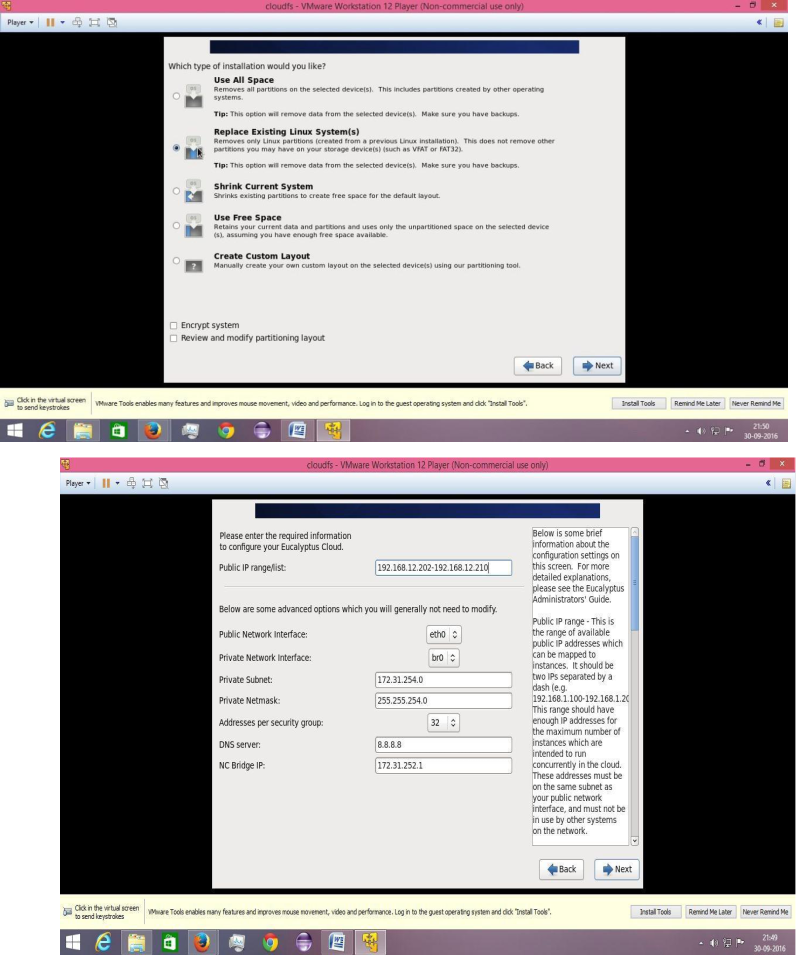 cloudfs - VMware Workstation 12 Player (Non-commercial use only)
Player
Which type of installation would you like?
Use All Space
Removes all partitions on the selected device(s). This includes partitions created by other operating
systems.
Tip: This option will remove data from the selected device(s). Make sure you have backups.
Replace Existing Linux System(s)
Removes only Linux partitions (created from a previous Linux installation). This does not remove other
partitions you may have on your storage device(s) (such as VFAT or FAT32).
Tip: This option will remove data from the selected device(s). Make sure you have backups.
Shrink Current System
Shrinks existing partitions to create free space for the default layout.
Use Free Space
Retains your current data and partitions and uses only the unpartitioned space on the selected device
(s), assuming you have enough free space available.
Create Custom Layout
Manually create your own custom layout on the selected device(s) using our partitioning tool.
Encrypt system
Review and modify partitioning layout
Back
Next
Click in the virtual screen
to send keystrokes
VMware Tools enables many features and improves mouse movement, video and performance. Log in to the guest operating system and click "Install Tools".
Install Tools
Remind Me Later
Never Remind Me
21:50
30-09-2016
cloudfs - VMware Workstation 12 Player (Non-commercial use only)
Player
Please enter the required information
to configure your Eucalyptus Cloud.
Public IP range/list: 192.168.12.202-192.168.12.210
Below are some advanced options which you will generally not need to modify.
Public Network Interface: eth0
Private Network Interface: br0
Private Subnet: 172.31.254.0
Private Netmask: 255.255.254.0
Addresses per security group: 32
DNS server: 8.8.8.8
NC Bridge IP: 172.31.252.1
Below is some brief
information about the
configuration settings on
this screen. For more
detailed explanations,
please see the Eucalyptus
Administrators' Guide.
Public IP range - This is
the range of available
public IP addresses which
can be mapped to
instances. It should be
two IPs separated by a
dash (e.g.
192.168.1.100-192.168.1.20
This range should have
enough IP addresses for
the maximum number of
instances which are
intended to run
concurrently in the cloud.
These addresses must be
on the same subnet as
your public network
interface, and must not be
in use by other systems
on the network.
Back
Next
Click in the virtual screen
to send keystrokes
VMware Tools enables many features and improves mouse movement, video and performance. Log in to the guest operating system and click "Install Tools".
Install Tools
Remind Me Later
Never Remind Me
21:49
30-09-2016